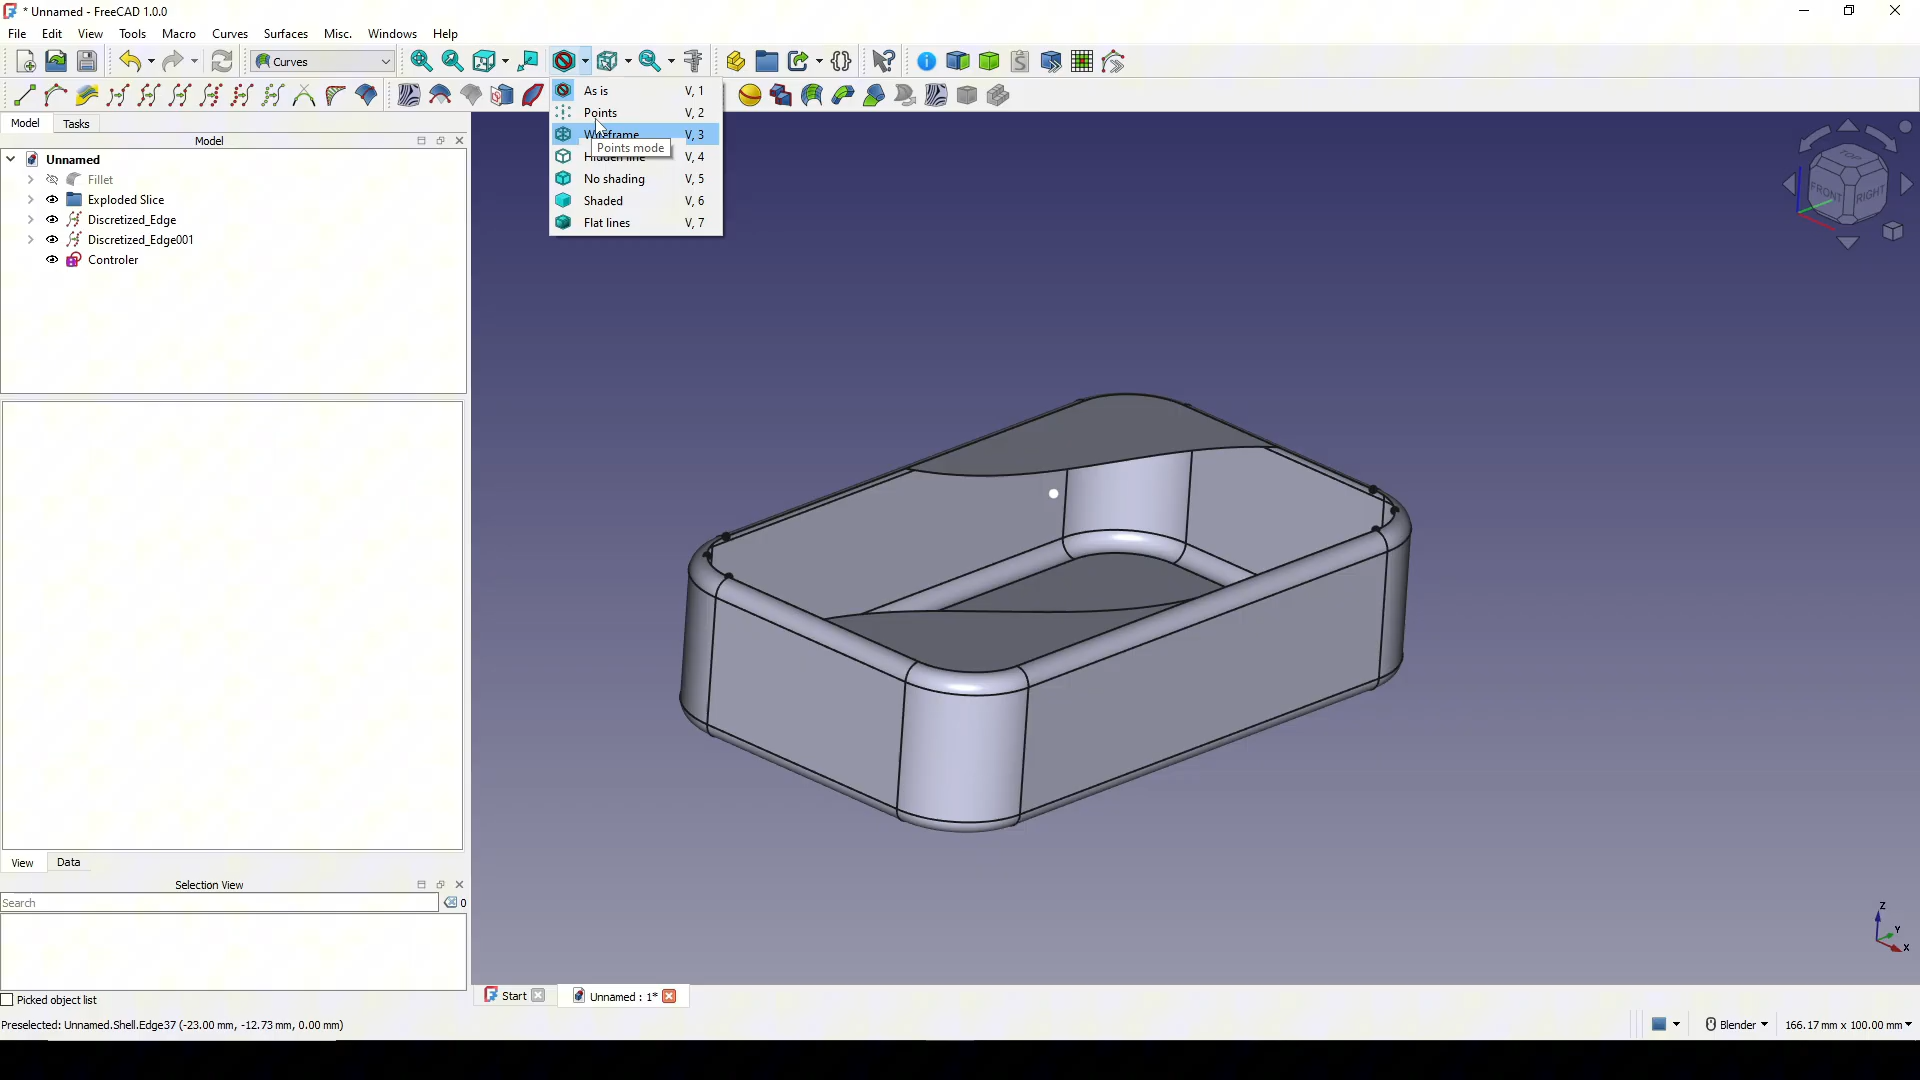 * Unnamed - FreeCAD 1.0.0
File Edit View Tools Macro Curves Surfaces Misc. Windows Help
Curves
As is V, 1
Points V, 2
Wireframe V, 3
Points mode
Hidden line V, 4
No shading V, 5
Shaded V, 6
Flat lines V, 7
Model Tasks
Model
Unnamed
Fillet
Exploded Slice
Discretized_Edge
Discretized_Edge001
Controler
TOP
FRONT RIGHT
View Data
Selection View
Search
0
Picked object list
Z
Y
X
Start Unnamed : 1*
Preselected: Unnamed.Shell.Edge37 (-23.00 mm, -12.73 mm, 0.00 mm)
Blender 166.17 mm x 100.00 mm